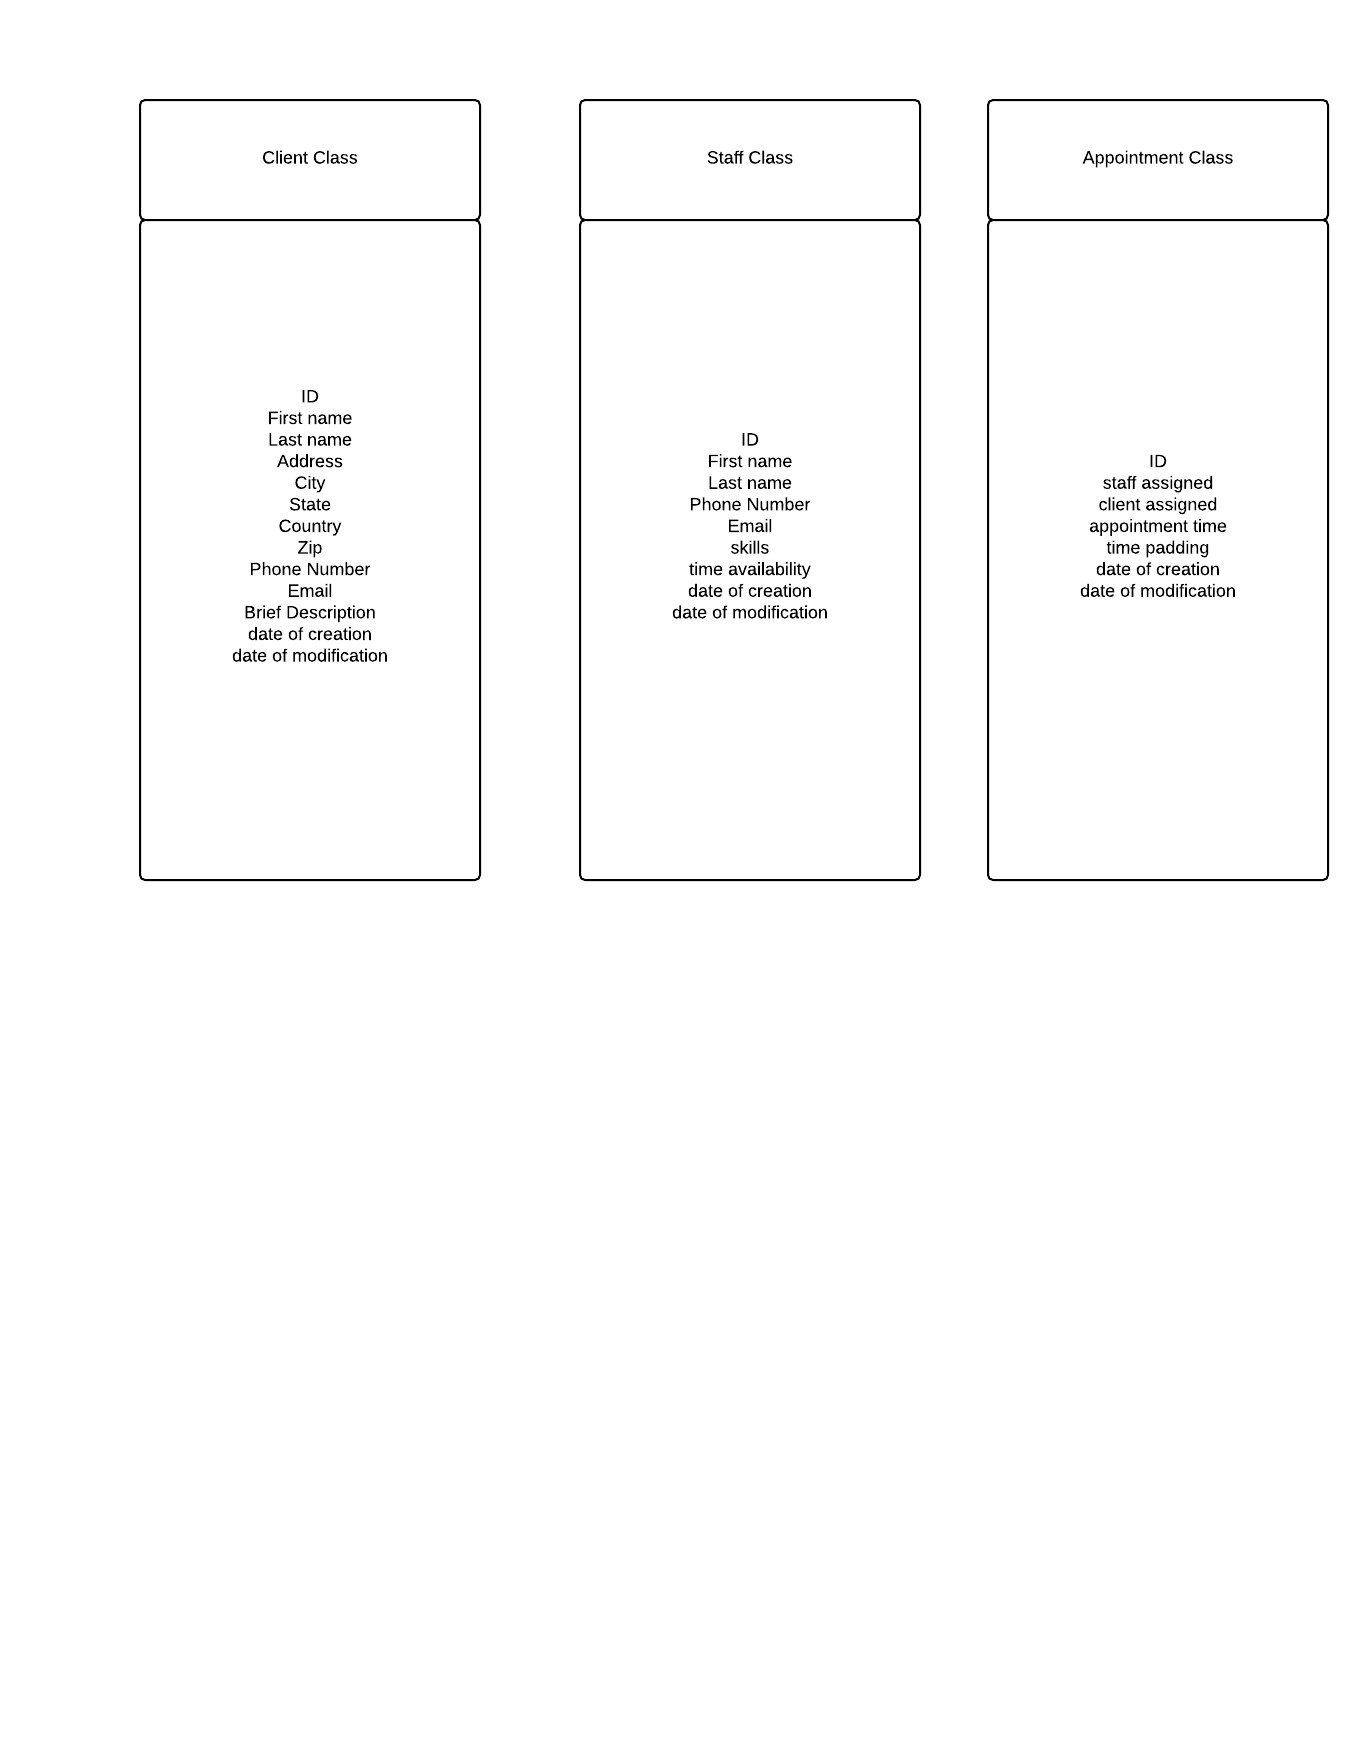 Client Class
ID
First name
Last name
Address
City
State
Country
Zip
Phone Number
Email
Brief Description
date of creation
date of modification
Staff Class
ID
First name
Last name
Phone Number
Email
skills
time availability
date of creation
date of modification
Appointment Class
ID
staff assigned
client assigned
appointment time
time padding
date of creation
date of modification